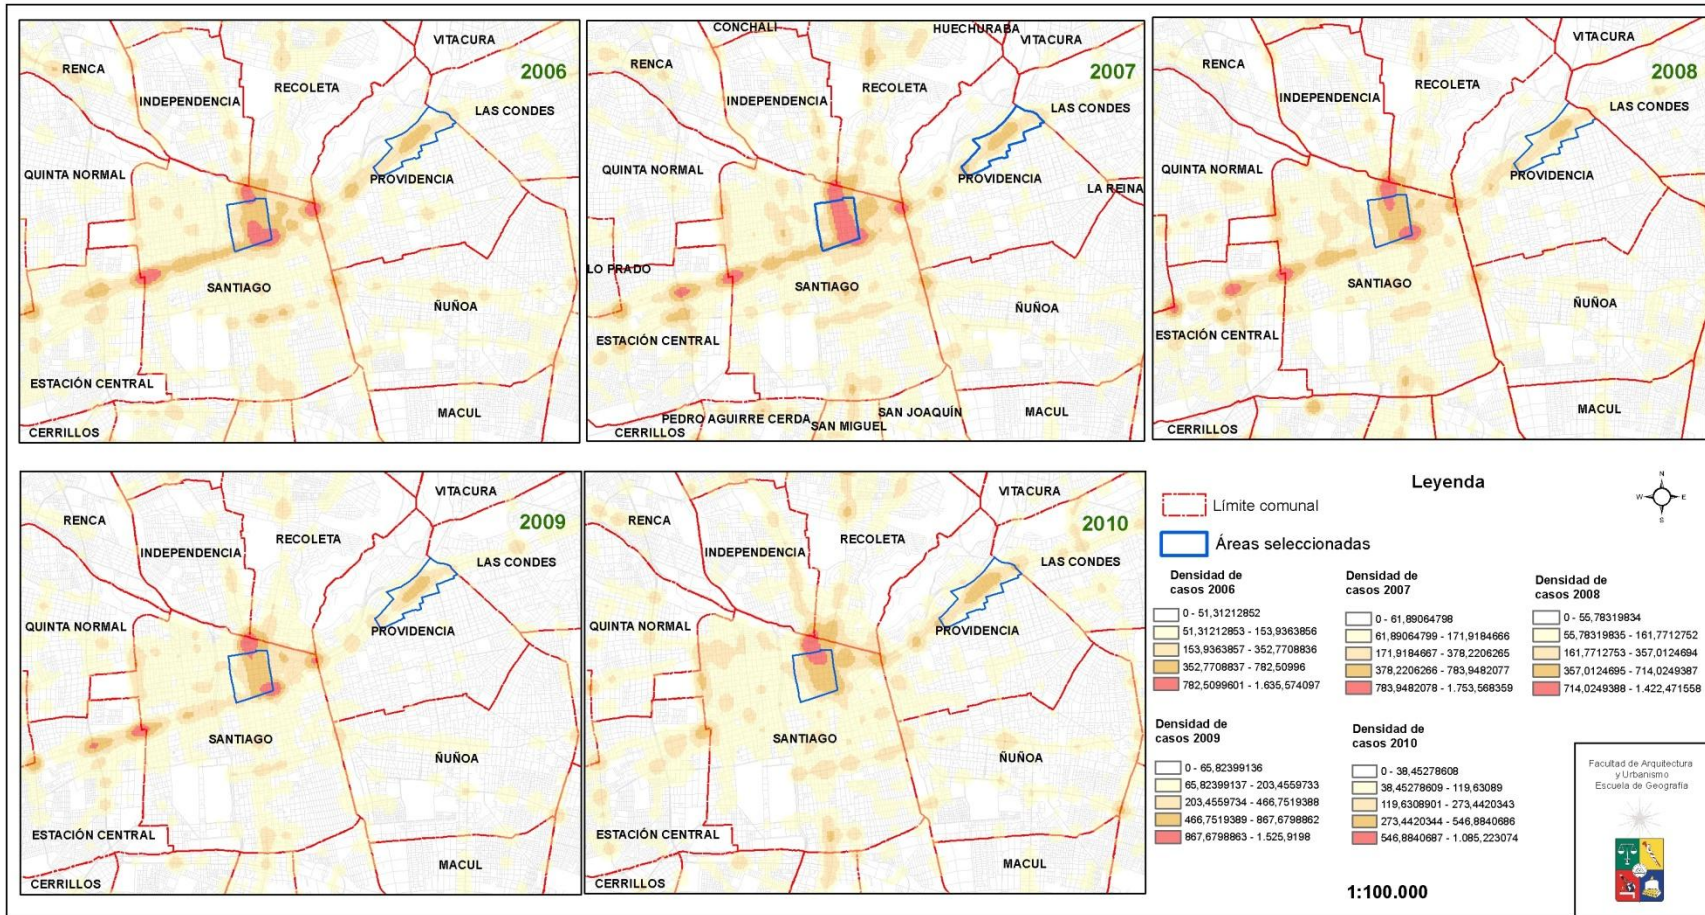 VITACURA
2006
RENCA
RECOLETA
INDEPENDENCIA
LAS CONDES
QUINTA NORMAL
PROVIDENCIA
SANTIAGO
ÑUÑOA
ESTACIÓN CENTRAL
MACUL
CERRILLOS
CONCHALI
HUECHURABA
VITACURA
2007
RENCA
RECOLETA
INDEPENDENCIA
LAS CONDES
QUINTA NORMAL
PROVIDENCIA
LA REINA
LO PRADO
SANTIAGO
ÑUÑOA
ESTACIÓN CENTRAL
PEDRO AGUIRRE CERDA
SAN JOAQUÍN
MACUL
CERRILLOS
SAN MIGUEL
VITACURA
2008
RENCA
RECOLETA
INDEPENDENCIA
LAS CONDES
QUINTA NORMAL
PROVIDENCIA
SANTIAGO
ÑUÑOA
ESTACIÓN CENTRAL
MACUL
CERRILLOS
VITACURA
2009
RENCA
RECOLETA
INDEPENDENCIA
LAS CONDES
QUINTA NORMAL
PROVIDENCIA
SANTIAGO
ÑUÑOA
ESTACIÓN CENTRAL
MACUL
CERRILLOS
VITACURA
2010
RENCA
RECOLETA
INDEPENDENCIA
LAS CONDES
QUINTA NORMAL
PROVIDENCIA
SANTIAGO
ÑUÑOA
ESTACIÓN CENTRAL
MACUL
CERRILLOS
Leyenda
N
W
E
S
Límite comunal
Áreas seleccionadas
Densidad de
casos 2006
0 - 51,31212852
51,31212853 - 153,9363856
153,9363857 - 352,7708836
352,7708837 - 782,50996
782,5099601 - 1.635,574097
Densidad de
casos 2007
0 - 61,89064798
61,89064799 - 171,9184666
171,9184667 - 378,2206265
378,2206266 - 783,9482077
783,9482078 - 1.753,568359
Densidad de
casos 2008
0 - 55,78319834
55,78319835 - 161,7712752
161,7712753 - 357,0124694
357,0124695 - 714,0249387
714,0249388 - 1.422,471558
Densidad de
casos 2009
0 - 65,82399136
65,82399137 - 203,4559733
203,4559734 - 466,7519388
466,7519389 - 867,6798862
867,6798863 - 1.525,9198
Densidad de
casos 2010
0 - 38,45278608
38,45278609 - 119,63089
119,6308901 - 273,4420343
273,4420344 - 546,8840686
546,8840687 - 1.085,223074
1:100.000
Facultad de Arquitectura
y Urbanismo
Escuela de Geografía